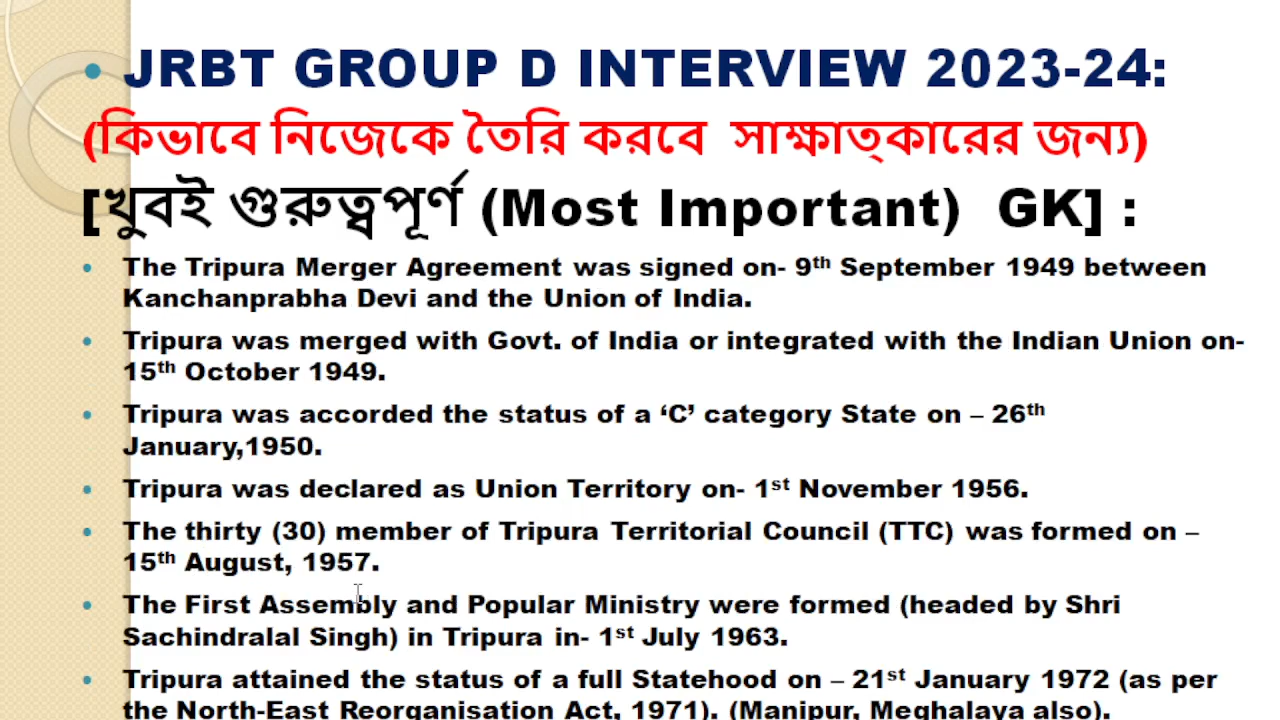 • JRBT GROUP D INTERVIEW 2023-24:
(কিভাবে নিজেকে তৈরি করবে সাক্ষাত্কারের জন্য)
[খুবই গুরুত্বপূর্ণ (Most Important) GK] :
• The Tripura Merger Agreement was signed on- 9th September 1949 between
Kanchanprabha Devi and the Union of India.
• Tripura was merged with Govt. of India or integrated with the Indian Union on-
15th October 1949.
• Tripura was accorded the status of a ‘C’ category State on – 26th
January,1950.
• Tripura was declared as Union Territory on- 1st November 1956.
• The thirty (30) member of Tripura Territorial Council (TTC) was formed on –
15th August, 1957.
• The First Assembly and Popular Ministry were formed (headed by Shri
Sachindralal Singh) in Tripura in- 1st July 1963.
• Tripura attained the status of a full Statehood on – 21st January 1972 (as per
the North-East Reorganisation Act, 1971). (Manipur, Meghalaya also).